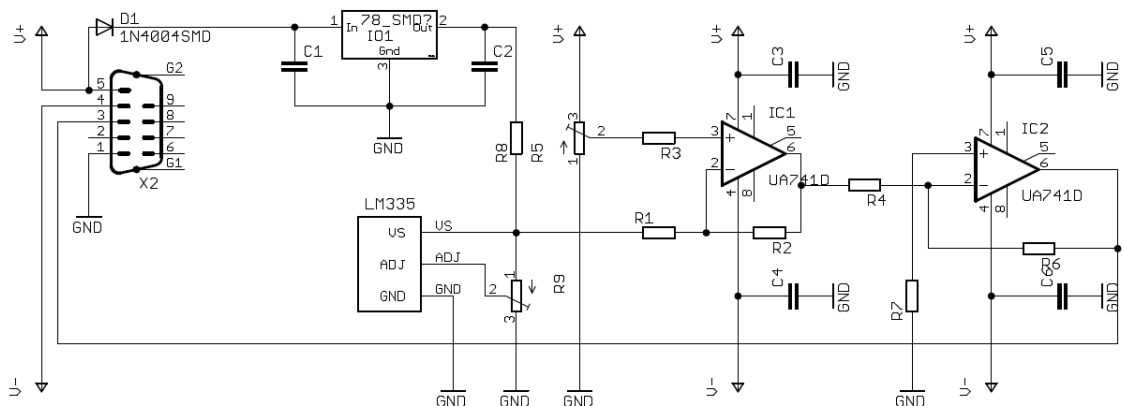 D1
1N4004SMD
V+
G2
5
4
3
2
1
9
8
7
6
G1
X2
GND
V-
1
In
78_SMD?
IO1
Out
2
Gnd
3
C1
C2
GND
R8
R5
LM335
VS
VS
ADJ
ADJ
GND
GND
1
2
3
R9
GND
GND
V+
3
2
1
R3
GND
R1
R2
V+
C3
GND
IC1
7
1
3
+
5
6
2
-
4
8
UA741D
C4
GND
V-
R4
R7
GND
V+
C5
GND
IC2
7
1
3
+
5
6
2
-
4
8
UA741D
R6
C6
GND
V-